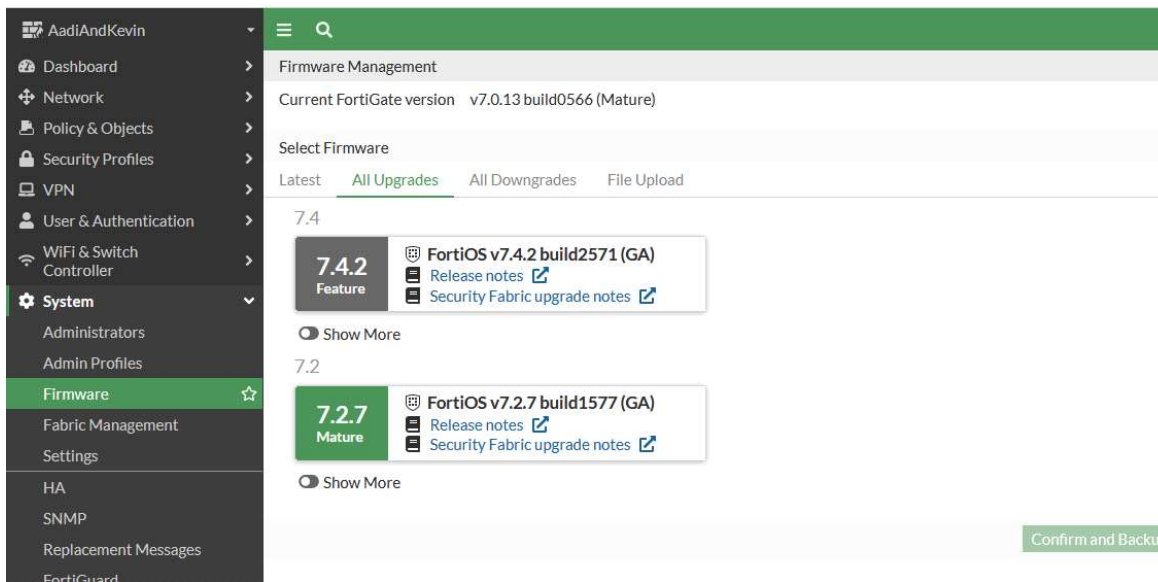 AadiAndKevin
Dashboard
Network
Policy & Objects
Security Profiles
VPN
User & Authentication
WiFi & Switch
Controller
System
Administrators
Admin Profiles
Firmware
Fabric Management
Settings
HA
SNMP
Replacement Messages
FortiGuard
Firmware Management
Current FortiGate version v7.0.13 build0566 (Mature)
Select Firmware
Latest All Upgrades All Downgrades File Upload
7.4
7.4.2
Feature
FortiOS v7.4.2 build2571 (GA)
Release notes
Security Fabric upgrade notes
Show More
7.2
7.2.7
Mature
FortiOS v7.2.7 build1577 (GA)
Release notes
Security Fabric upgrade notes
Show More
Confirm and Backu